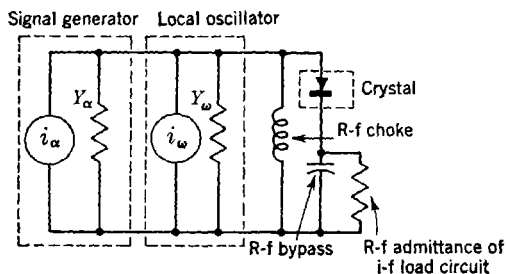 Signal generator
Local oscillator
Yα
Yω
iα
iω
Crystal
R-f choke
R-f bypass
R-f admittance of
i-f load circuit